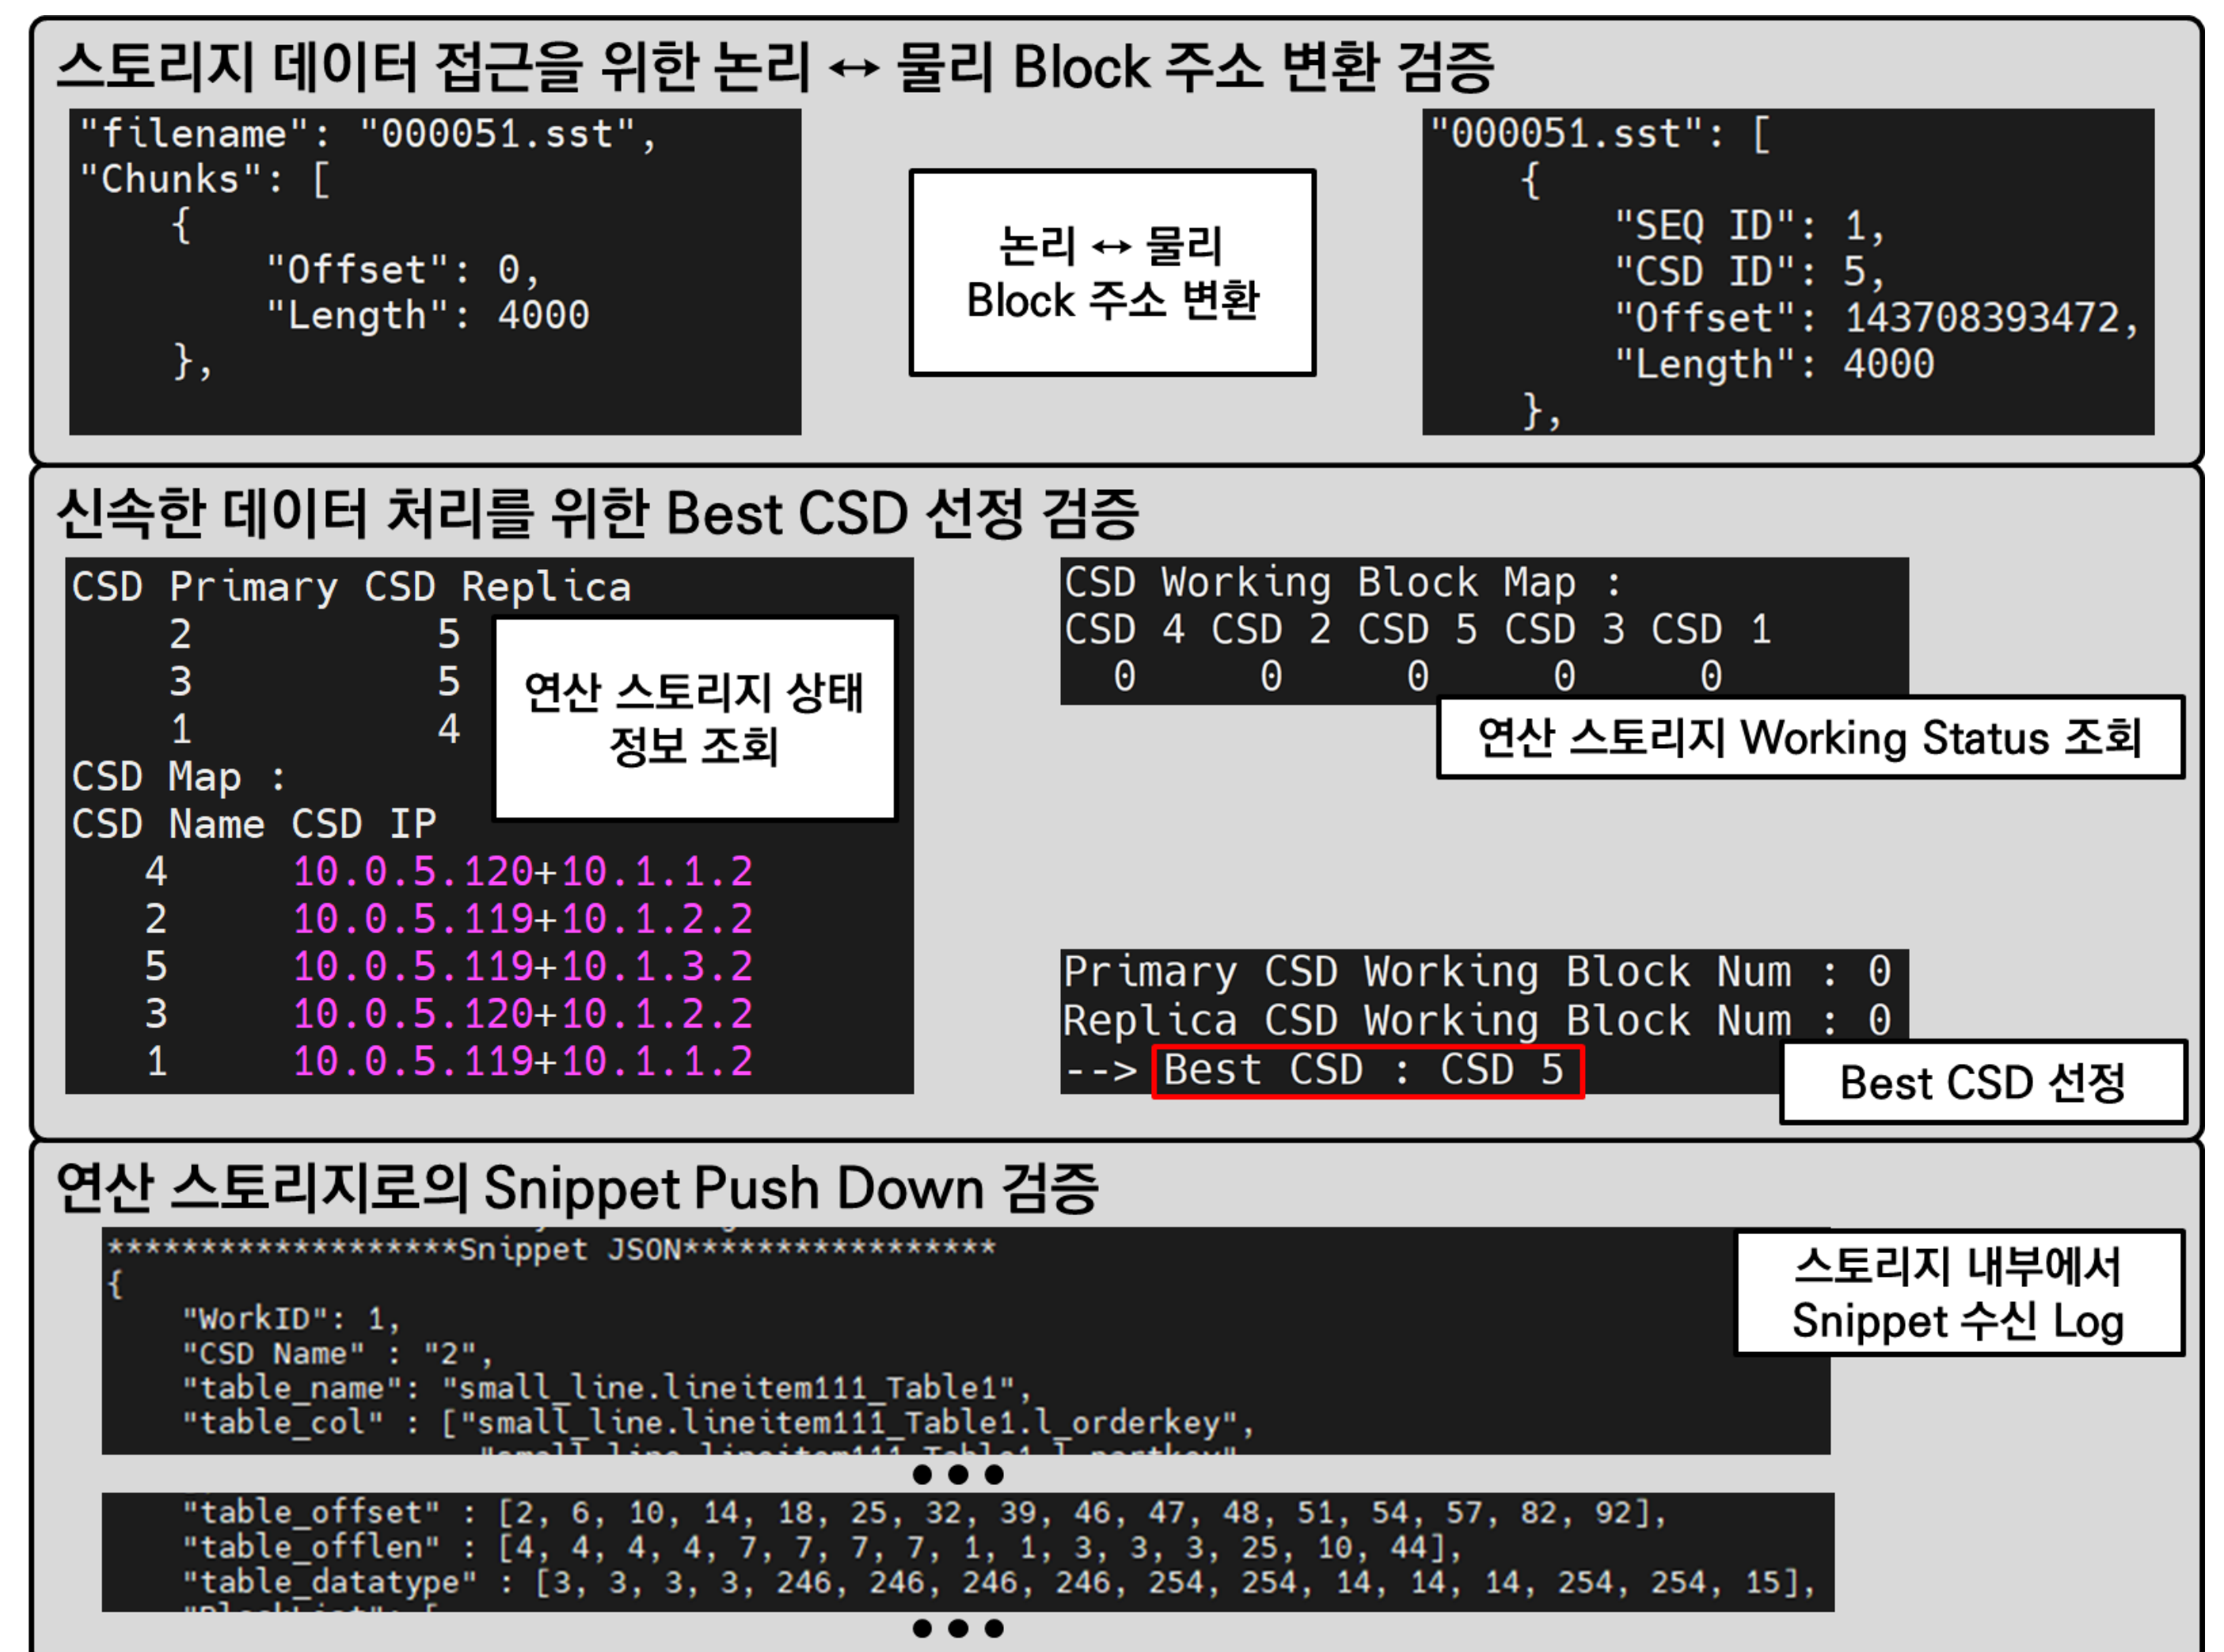 스토리지 데이터 접근을 위한 논리 ↔ 물리 Block 주소 변환 검증
"filename": "000051.sst",
"Chunks": [
{
"Offset": 0,
"Length": 4000
},
논리 ↔ 물리
Block 주소 변환
"000051.sst": [
{
"SEQ ID": 1,
"CSD ID": 5,
"Offset": 143708393472,
"Length": 4000
},
신속한 데이터 처리를 위한 Best CSD 선정 검증
CSD Primary CSD Replica
2 5
3 5
1 4
CSD Map :
CSD Name CSD IP
4 10.0.5.120+10.1.1.2
2 10.0.5.119+10.1.2.2
5 10.0.5.119+10.1.3.2
3 10.0.5.120+10.1.2.2
1 10.0.5.119+10.1.1.2
연산 스토리지 상태
정보 조회
CSD Working Block Map :
CSD 4 CSD 2 CSD 5 CSD 3 CSD 1
0 0 0 0 0
연산 스토리지 Working Status 조회
Primary CSD Working Block Num : 0
Replica CSD Working Block Num : 0
--> Best CSD : CSD 5
Best CSD 선정
연산 스토리지로의 Snippet Push Down 검증
*******************Snippet JSON*****************
{
"WorkID": 1,
"CSD Name" : "2",
"table_name": "small_line.lineitem111_Table1",
"table_col" : ["small_line.lineitem111_Table1.l_orderkey",
"small_line.lineitem111_Table1.l_partkey"
스토리지 내부에서
Snippet 수신 Log
•••
"table_offset" : [2, 6, 10, 14, 18, 25, 32, 39, 46, 47, 48, 51, 54, 57, 82, 92],
"table_offlen" : [4, 4, 4, 4, 7, 7, 7, 7, 1, 1, 3, 3, 3, 25, 10, 44],
"table_datatype" : [3, 3, 3, 3, 246, 246, 246, 246, 254, 254, 14, 14, 14, 254, 254, 15],
•••